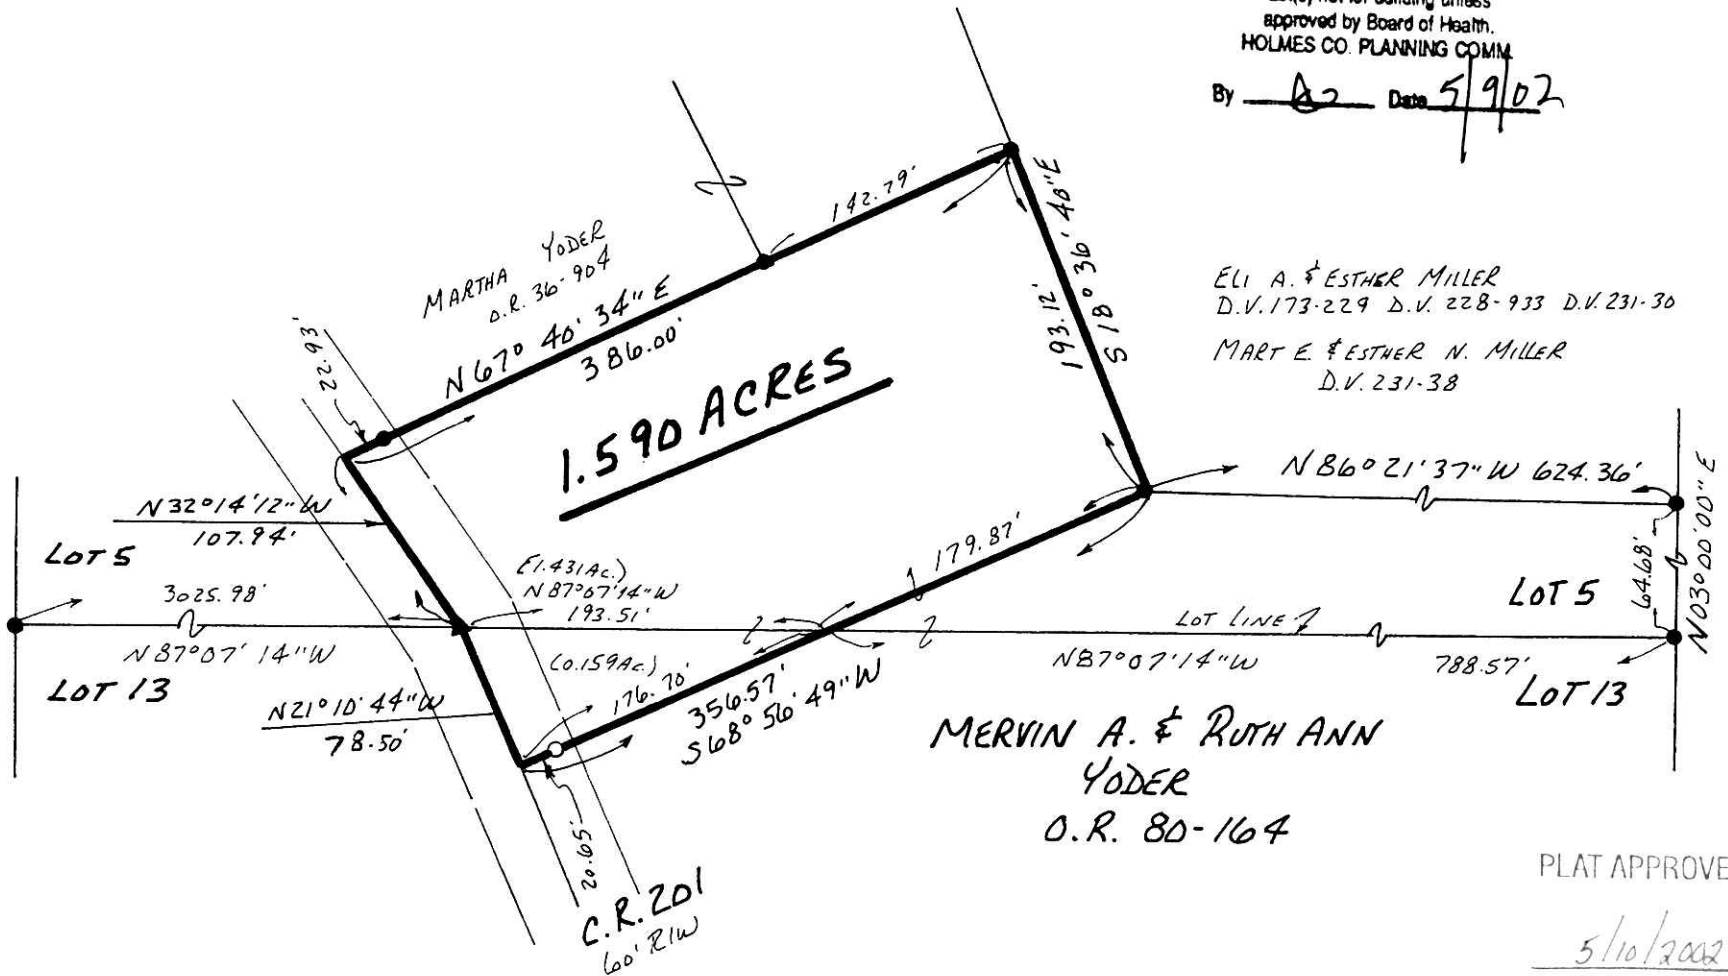 approved by Board of Health.
HOLMES CO. PLANNING COMM
By Date 5/9/02
142.79'
MARTHA YODER
O.R. 36-904
N 67° 40' 34" E
386.00'
22.93'
193.12'
S 18° 36' 40" E
1.590 ACRES
ELI A. & ESTHER MILLER
D.V. 173-229 D.V. 228-933 D.V. 231-30
MART E. & ESTHER N. MILLER
D.V. 231-38
N 86° 21' 37" W 624.36'
N 32° 14' 12" W
107.94'
LOT 5
3025.98'
N 87° 07' 14" W
LOT 13
N 21° 10' 44" W
78.50'
(1.431 Ac.)
N 87° 07' 14" W
193.51'
(0.159 Ac.)
179.87'
176.70'
356.57'
S 68° 56' 49" W
20.65'
LOT LINE
N 87° 07' 14" W
788.57'
LOT 5
64.68'
N 03° 00' 00" E
LOT 13
MERVIN A. & RUTH ANN
YODER
O.R. 80-164
C.R. 201
60' R/W
PLAT APPROVE
5/10/2002